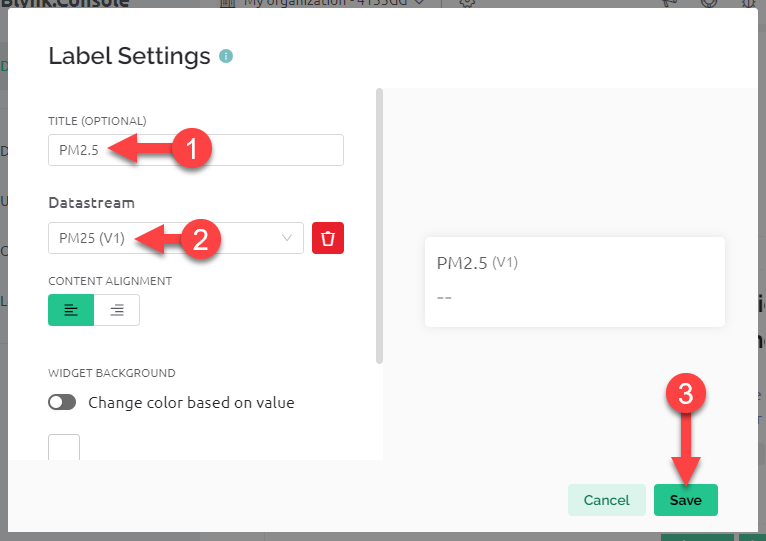 Blynk.Console
My organization - 4135GG
Label Settings
TITLE (OPTIONAL)
PM2.5
1
Datastream
PM25 (V1)
2
CONTENT ALIGNMENT
PM2.5 (V1)
--
WIDGET BACKGROUND
Change color based on value
3
Cancel
Save